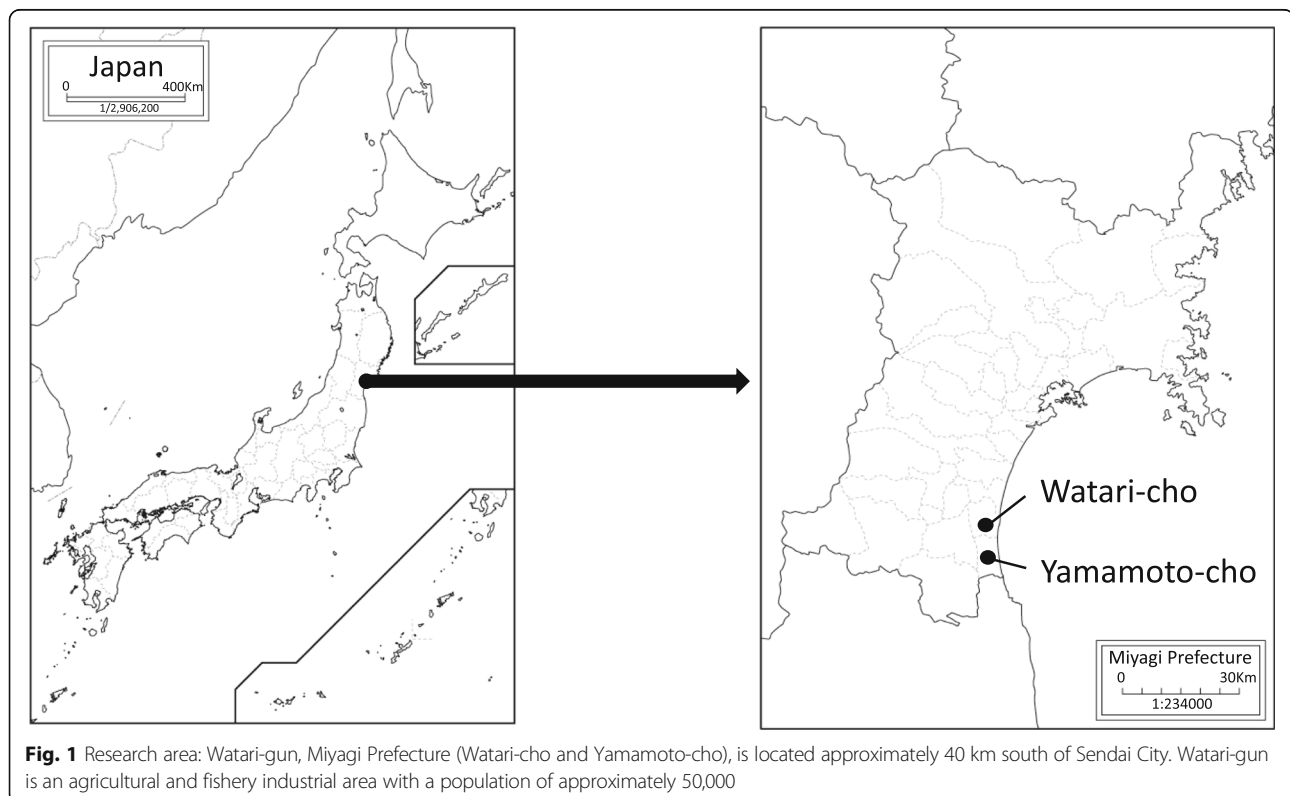 Japan
0 400Km
1/2,906,200
Watari-cho
Yamamoto-cho
Miyagi Prefecture
0 30Km
1:234000
Fig. 1 Research area: Watari-gun, Miyagi Prefecture (Watari-cho and Yamamoto-cho), is located approximately 40 km south of Sendai City. Watari-gun
is an agricultural and fishery industrial area with a population of approximately 50,000